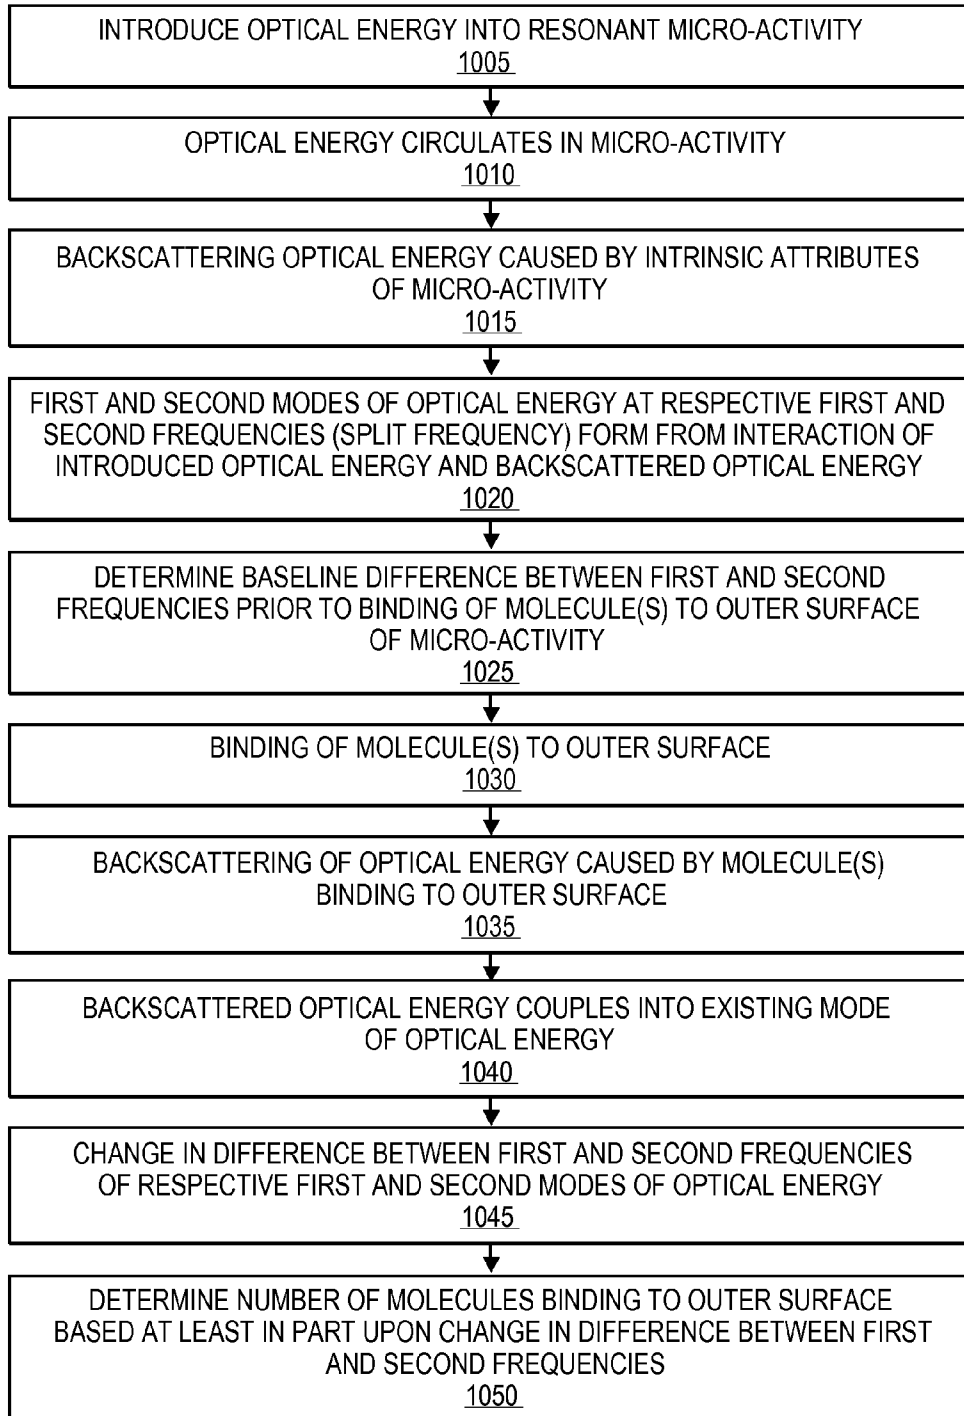 INTRODUCE OPTICAL ENERGY INTO RESONANT MICRO-ACTIVITY
1005
OPTICAL ENERGY CIRCULATES IN MICRO-ACTIVITY
1010
BACKSCATTERING OPTICAL ENERGY CAUSED BY INTRINSIC ATTRIBUTES
OF MICRO-ACTIVITY
1015
FIRST AND SECOND MODES OF OPTICAL ENERGY AT RESPECTIVE FIRST AND
SECOND FREQUENCIES (SPLIT FREQUENCY) FORM FROM INTERACTION OF
INTRODUCED OPTICAL ENERGY AND BACKSCATTERED OPTICAL ENERGY
1020
DETERMINE BASELINE DIFFERENCE BETWEEN FIRST AND SECOND
FREQUENCIES PRIOR TO BINDING OF MOLECULE(S) TO OUTER SURFACE
OF MICRO-ACTIVITY
1025
BINDING OF MOLECULE(S) TO OUTER SURFACE
1030
BACKSCATTERING OF OPTICAL ENERGY CAUSED BY MOLECULE(S)
BINDING TO OUTER SURFACE
1035
BACKSCATTERED OPTICAL ENERGY COUPLES INTO EXISTING MODE
OF OPTICAL ENERGY
1040
CHANGE IN DIFFERENCE BETWEEN FIRST AND SECOND FREQUENCIES
OF RESPECTIVE FIRST AND SECOND MODES OF OPTICAL ENERGY
1045
DETERMINE NUMBER OF MOLECULES BINDING TO OUTER SURFACE
BASED AT LEAST IN PART UPON CHANGE IN DIFFERENCE BETWEEN FIRST
AND SECOND FREQUENCIES
1050